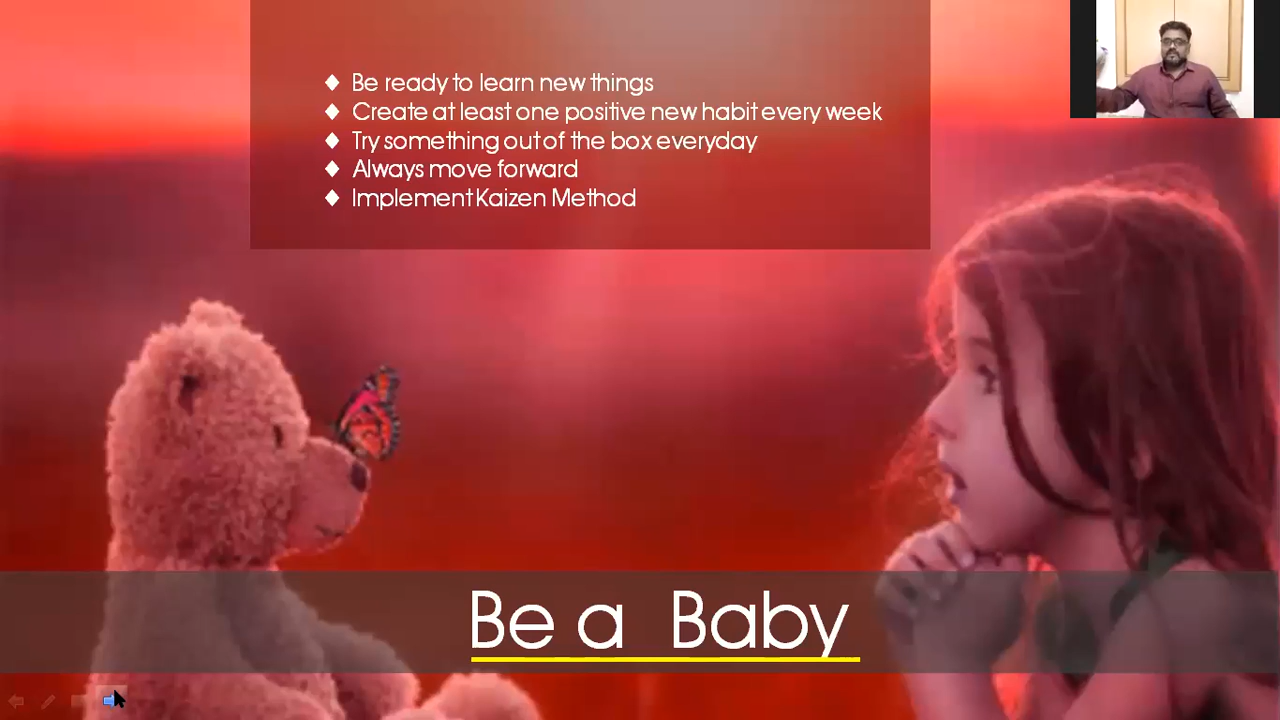 Be ready to learn new things
Create at least one positive new habit every week
Try something out of the box everyday
Always move forward
Implement Kaizen Method
Be a Baby